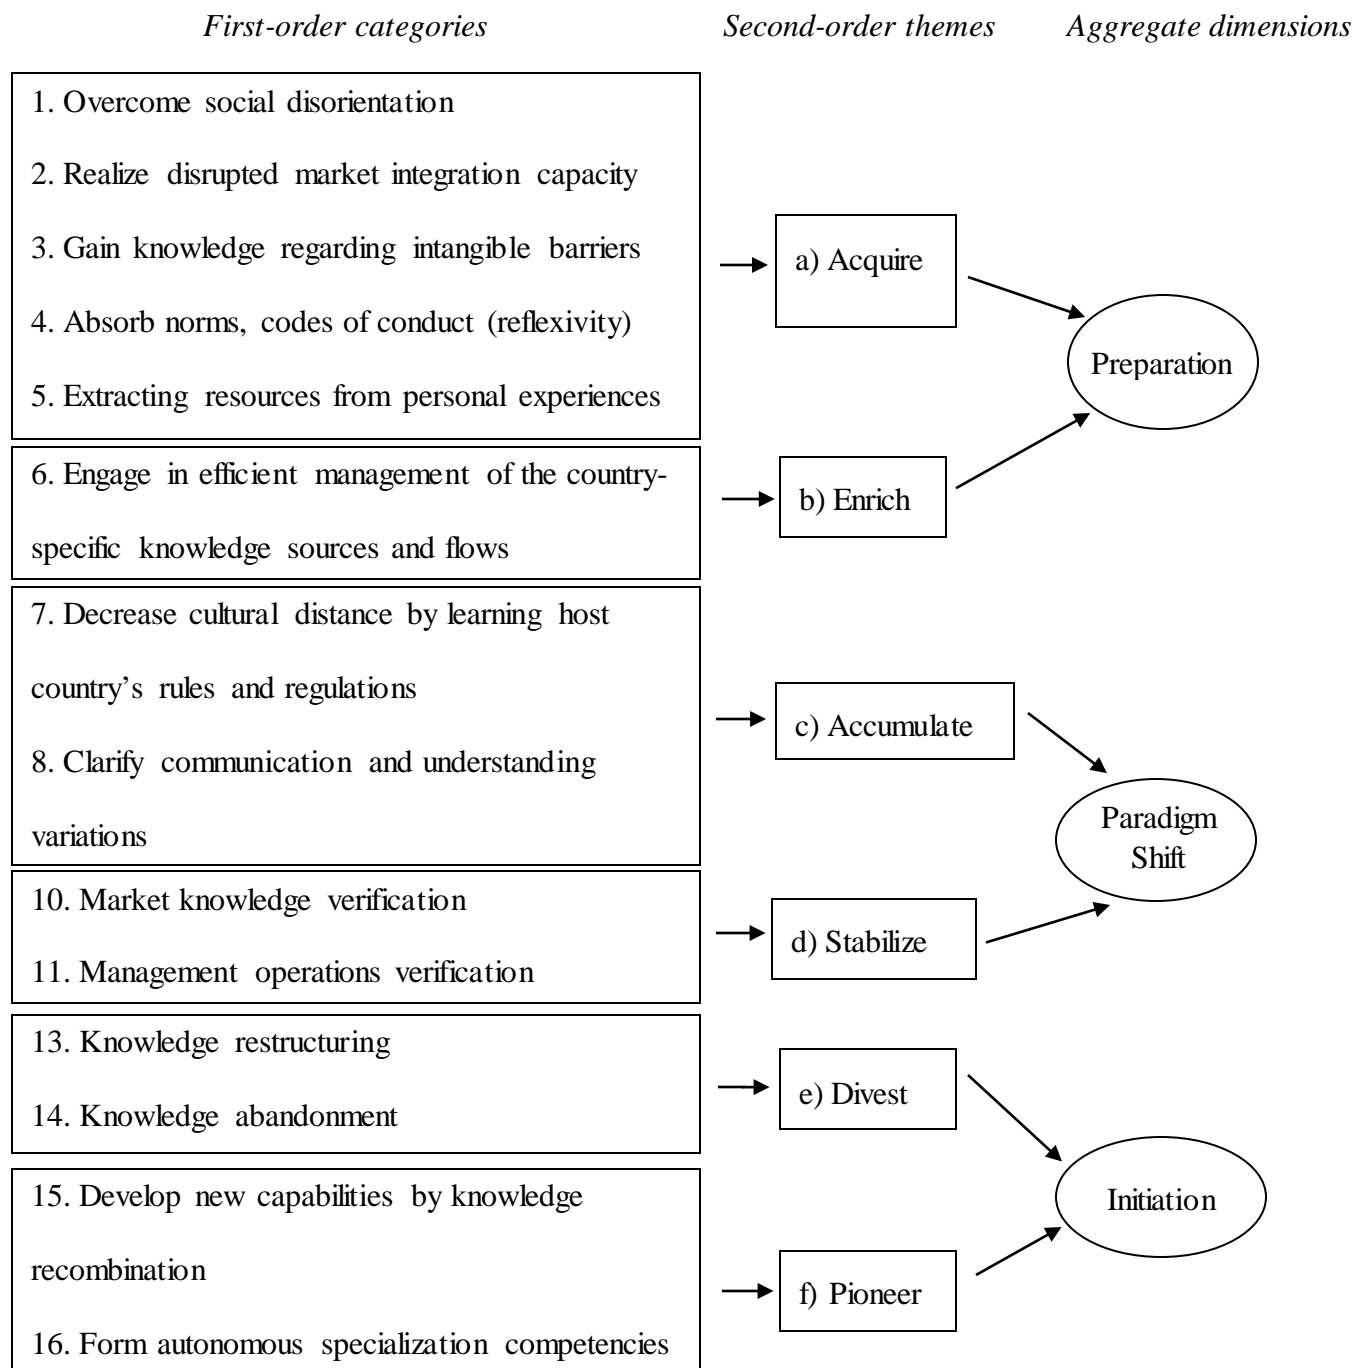 First-order categories
Second-order themes
Aggregate dimensions
1. Overcome social disorientation
2. Realize disrupted market integration capacity
3. Gain knowledge regarding intangible barriers
4. Absorb norms, codes of conduct (reflexivity)
5. Extracting resources from personal experiences
a) Acquire
Preparation
6. Engage in efficient management of the country-
specific knowledge sources and flows
b) Enrich
7. Decrease cultural distance by learning host
country’s rules and regulations
8. Clarify communication and understanding
variations
c) Accumulate
Paradigm
Shift
10. Market knowledge verification
11. Management operations verification
d) Stabilize
13. Knowledge restructuring
14. Knowledge abandonment
e) Divest
Initiation
15. Develop new capabilities by knowledge
recombination
16. Form autonomous specialization competencies
f) Pioneer